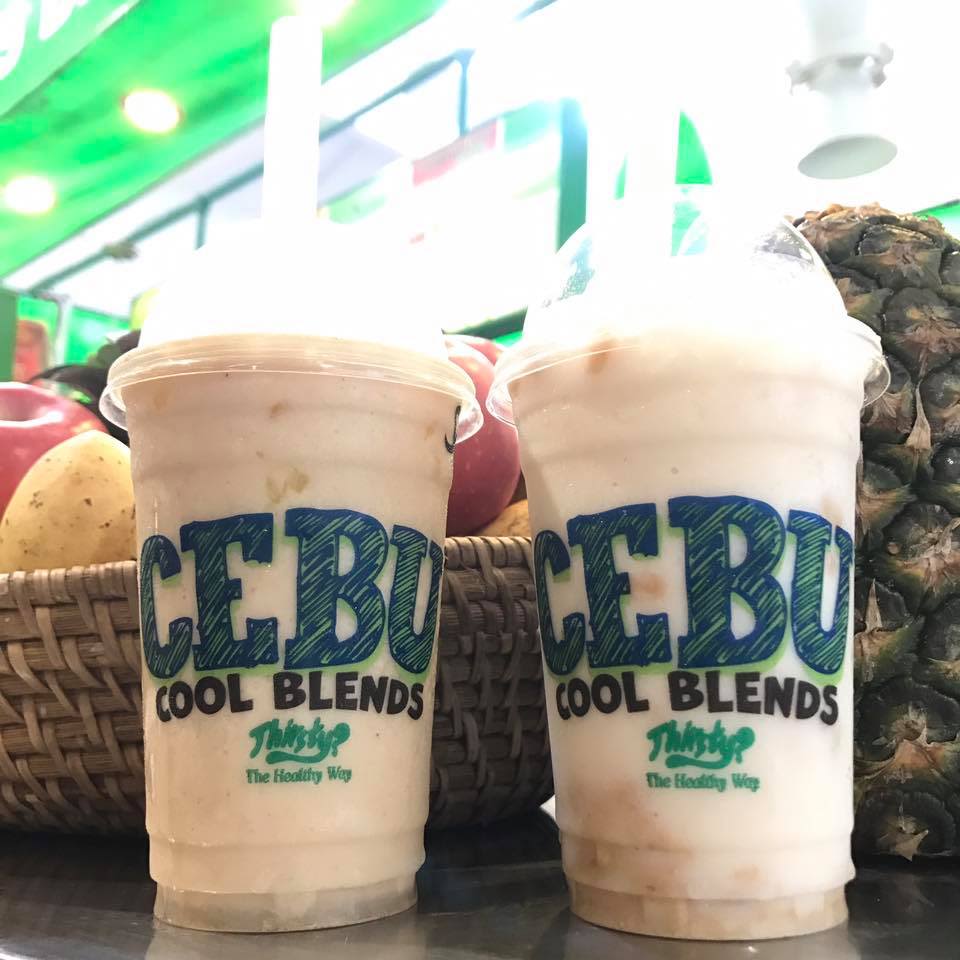 CEBU
COOL BLENDS
Thirsty?
The Healthy Way
CEBU
COOL BLENDS
Thirsty?
The Healthy Way